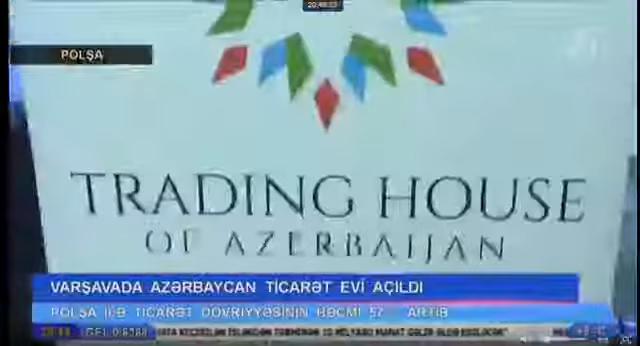 POLŞA
TRADING HOUSE
OF AZERBAIJAN
VARŞAVADA AZƏRBAYCAN TİCARƏT EVİ AÇILDI
POLŞA İLƏ TİCARƏT DÖVRİYYƏSİNİN HƏCMİ 57 ARTIB